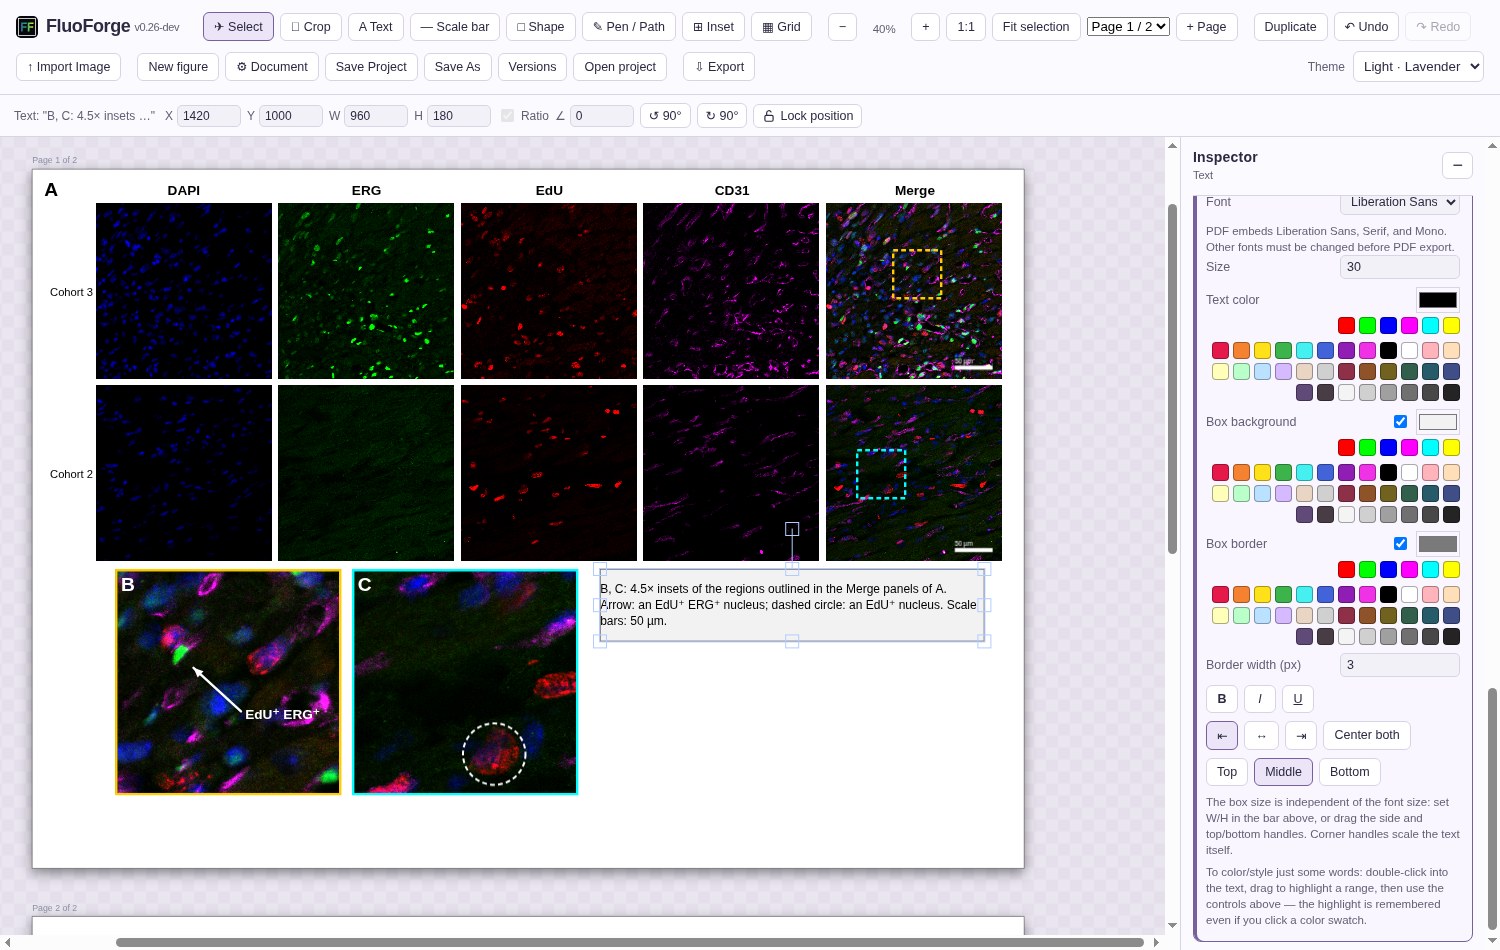 FF FluoForge v0.26-dev Select Crop A Text Scale bar Shape Pen / Path Inset Grid − 40% + 1:1 Fit selection Page 1 / 2 + Page Duplicate Undo Redo
Import Image New figure Document Save Project Save As Versions Open project Export Theme Light · Lavender
Text: "B, C: 4.5× insets …" X 1420 Y 1000 W 960 H 180 Ratio ∠ 0 ↺ 90° ↻ 90° Lock position
Page 1 of 2
A DAPI ERG EdU CD31 Merge
Cohort 3
50 µm
Cohort 2
50 µm
B C
B, C: 4.5× insets of the regions outlined in the Merge panels of A.
Arrow: an EdU⁺ ERG⁺ nucleus; dashed circle: an EdU⁺ nucleus. Scale
bars: 50 µm.
EdU⁺ ERG⁺
Page 2 of 2
Inspector
Text
−
Font Liberation Sans
PDF embeds Liberation Sans, Serif, and Mono.
Other fonts must be changed before PDF export.
Size 30
Text color
Box background
Box border
Border width (px) 3
B I U
⇤ ↔ ⇥ Center both
Top Middle Bottom
The box size is independent of the font size: set
W/H in the bar above, or drag the side and
top/bottom handles. Corner handles scale the text
itself.
To color/style just some words: double-click into
the text, drag to highlight a range, then use the
controls above — the highlight is remembered
even if you click a color swatch.